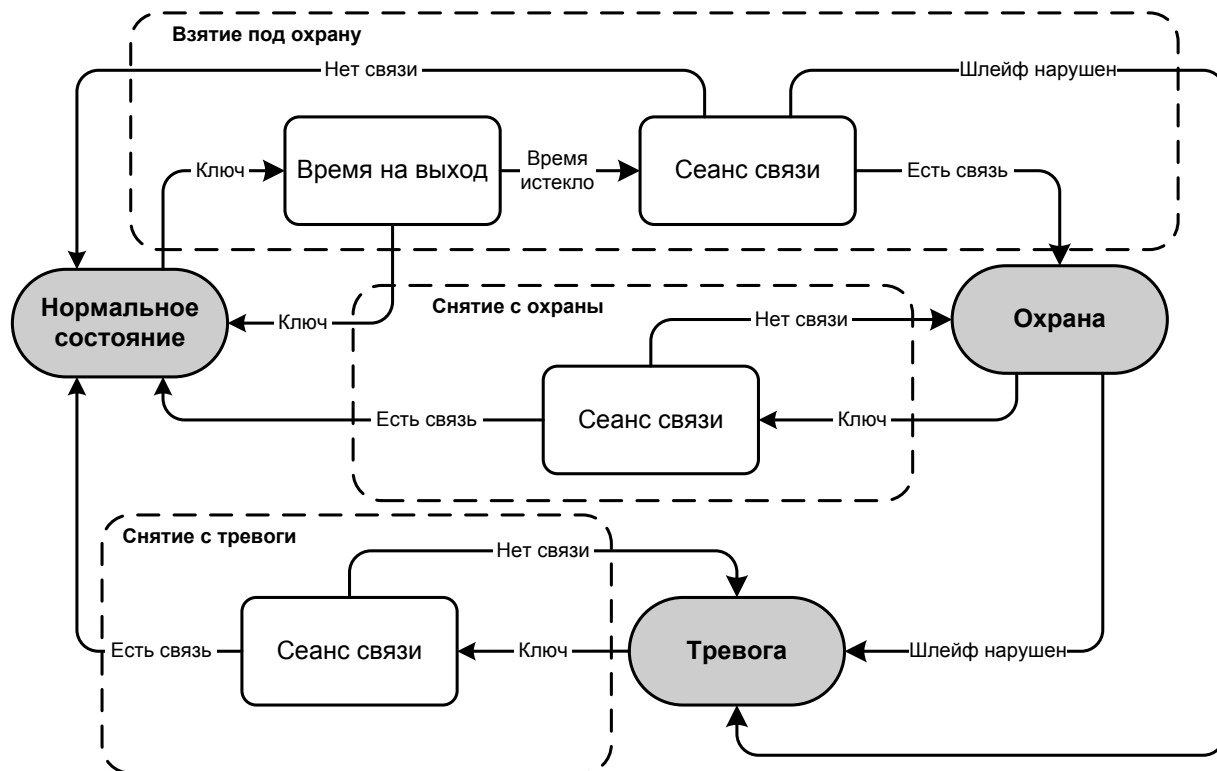 Взятие под охрану
Нет связи
Шлейф нарушен
Ключ
Время на выход
Время
истекло
Сеанс связи
Есть связь
Нормальное
состояние
Ключ
Снятие с охраны
Нет связи
Охрана
Есть связь
Сеанс связи
Ключ
Снятие с тревоги
Нет связи
Есть связь
Сеанс связи
Ключ
Тревога
Шлейф нарушен